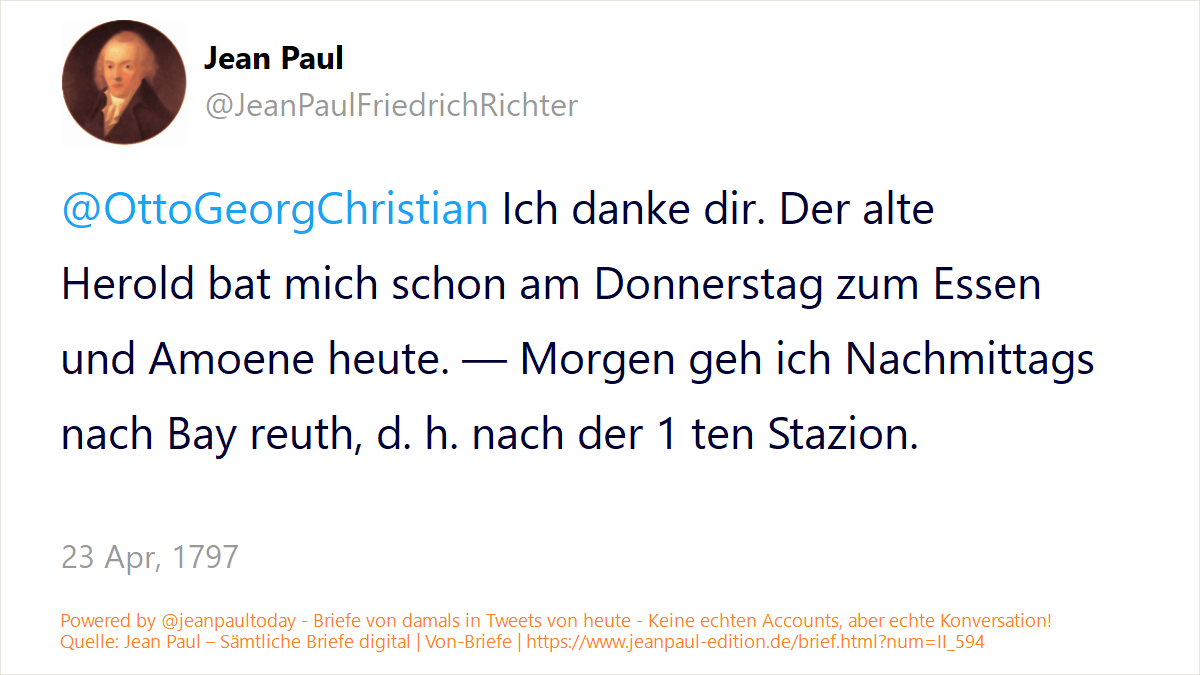 Jean Paul
@JeanPaulFriedrichRichter
@OttoGeorgChristian Ich danke dir. Der alte
Herold bat mich schon am Donnerstag zum Essen
und Amoene heute. — Morgen geh ich Nachmittags
nach Bay reuth, d. h. nach der 1 ten Stazion.
23 Apr, 1797
Powered by @jeanpaultoday - Briefe von damals in Tweets von heute - Keine echten Accounts, aber echte Konversation!
Quelle: Jean Paul – Sämtliche Briefe digital | Von-Briefe | https://www.jeanpaul-edition.de/brief.html?num=II_594